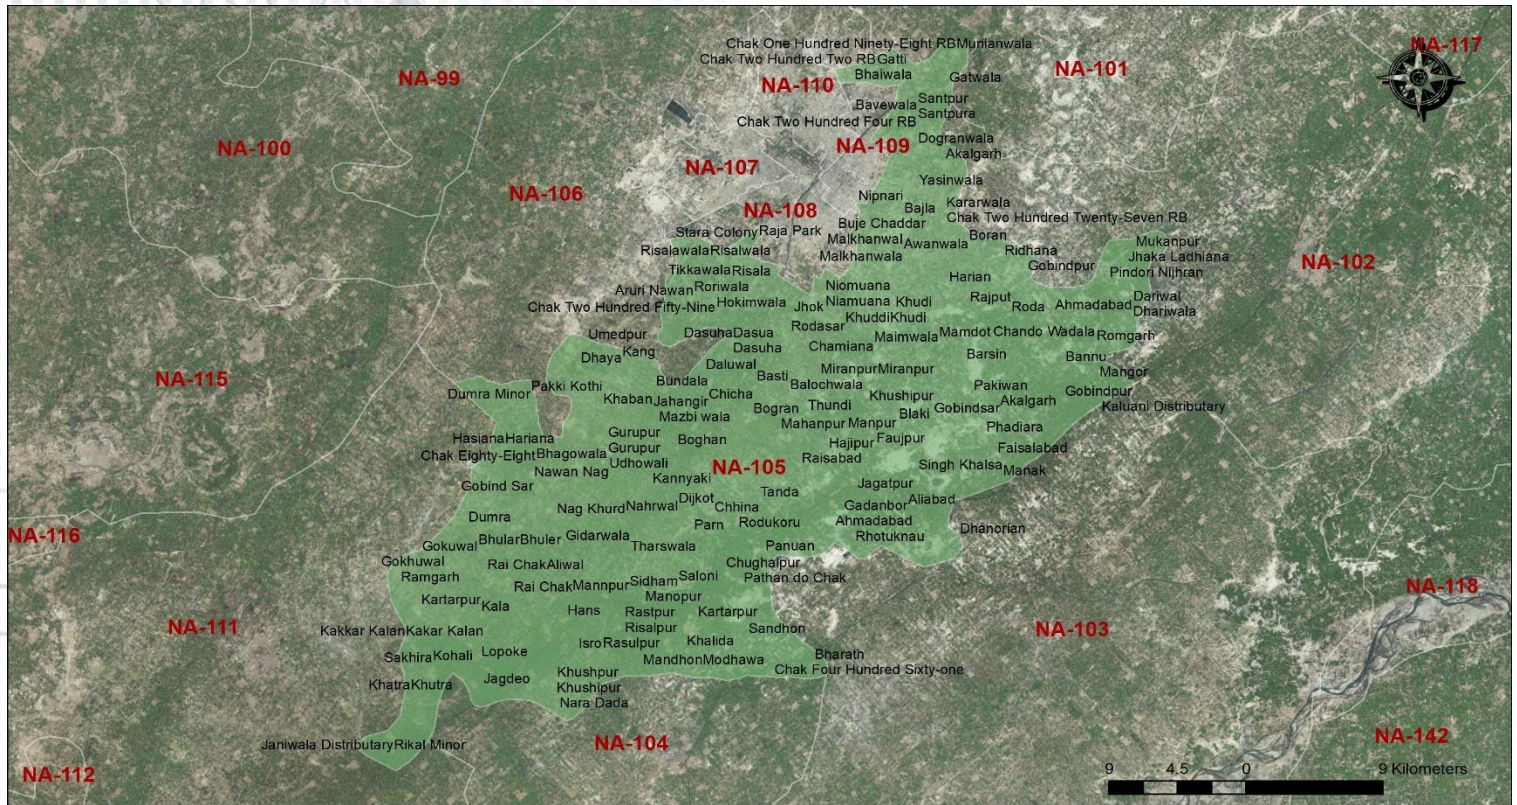 Chak One Hundred Ninety-Eight RBMunianwala
NA-117
Chak Two Hundred Two RBGatti
NA-101
NA-99
Bhaiwala
Gatwala
NA-110
Santpur
Bavewala
Santpura
Chak Two Hundred Four RB
Dogranwala
NA-100
NA-109
Akalgarh
NA-107
Yasinwala
NA-106
Nipnari
Kararwala
Bajla
NA-108
Chak Two Hundred Twenty-Seven RB
Buje Chaddar
Stara Colony
Raja Park
Boran
Malkhanwal
Awanwala
Mukanpur
RisalawalaRisalwala
Ridhana
Malkhanwala
Jhaka Ladhiana
NA-102
Gobindpur
TikkawalaRisala
Pindori Nijhran
Harian
Aruri Nawan
Roriwala
Niomuana
Rajput
Dariwal
Chak Two Hundred Fifty-Nine
Hokimwala
Jhok
Niamuana
Khudi
Roda
Ahmadabad
Dhariwala
KhuddiKhudi
Rodasar
Umedpur
DasuhaDasua
Maimwala
Mamdot
Chando
Wadala
Romgarh
Dhaya
Kang
Dasuha
Chamiana
Barsin
Bannu
Daluwal
MiranpurMiranpur
Mangor
NA-115
Bundala
Basti
Balochwala
Pakki Kothi
Pakiwan
Gobindpur
Dumra Minor
Khaban
Jahangir
Chicha
Khushipur
Akalgarh
Kaluani Distributary
Bogran
Thundi
Gobindsar
Mazbi wala
Blaki
Mahanpur
Manpur
Phadiara
Gurupur
HasianaHariana
Boghan
Hajipur
Faujpur
Gurupur
Faisalabad
Chak Eighty-Eight
Bhagowala
Raisabad
Udhowali
NA-105
Singh Khalsa
Nawan Nag
Manak
Kannyaki
Gobind Sar
Jagatpur
Tanda
Dijkot
Aliabad
Nag Khurd
Nahrwal
Chhina
Gadanbor
Dumra
Parn
Rodukoru
Ahmadabad
Dhanorian
NA-116
BhularBhuler
Gidarwala
Rhotuknau
Gokuwal
Tharswala
Panuan
Gokhuwal
Rai ChakAliwal
Chughalpur
Ramgarh
Saloni
Pathan do Chak
Rai Chak
Mannpur
Sidham
NA-118
Kartarpur
Manopur
Kala
Hans
Rastpur
Kartarpur
NA-111
Kakkar KalanKakar Kalan
Risalpur
Sandhon
NA-103
IsroRasulpur
Khalida
Sakhira
Kohali
Lopoke
MandhonModhawa
Bharath
Khushpur
Chak Four Hundred Sixty-one
KhatraKhutra
Jagdeo
Khushipur
Nara Dada
NA-142
Janiwala DistributaryRikal Minor
NA-104
NA-112
9 4.5 0 9 Kilometers